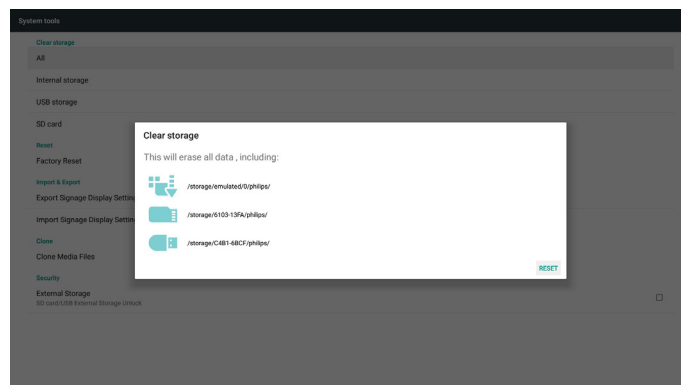 System tools
Clear storage
All
Internal storage
USB storage
SD card
Reset
Factory Reset
Import & Export
Export Signage Display Settin
Import Signage Display Settin
Clone
Clone Media Files
Security
External Storage
SD card/USB External Storage Unlock
Clear storage
This will erase all data , including:
/storage/emulated/0/philips/
/storage/6103-13FA/philips/
/storage/C4B1-6BCF/philips/
RESET